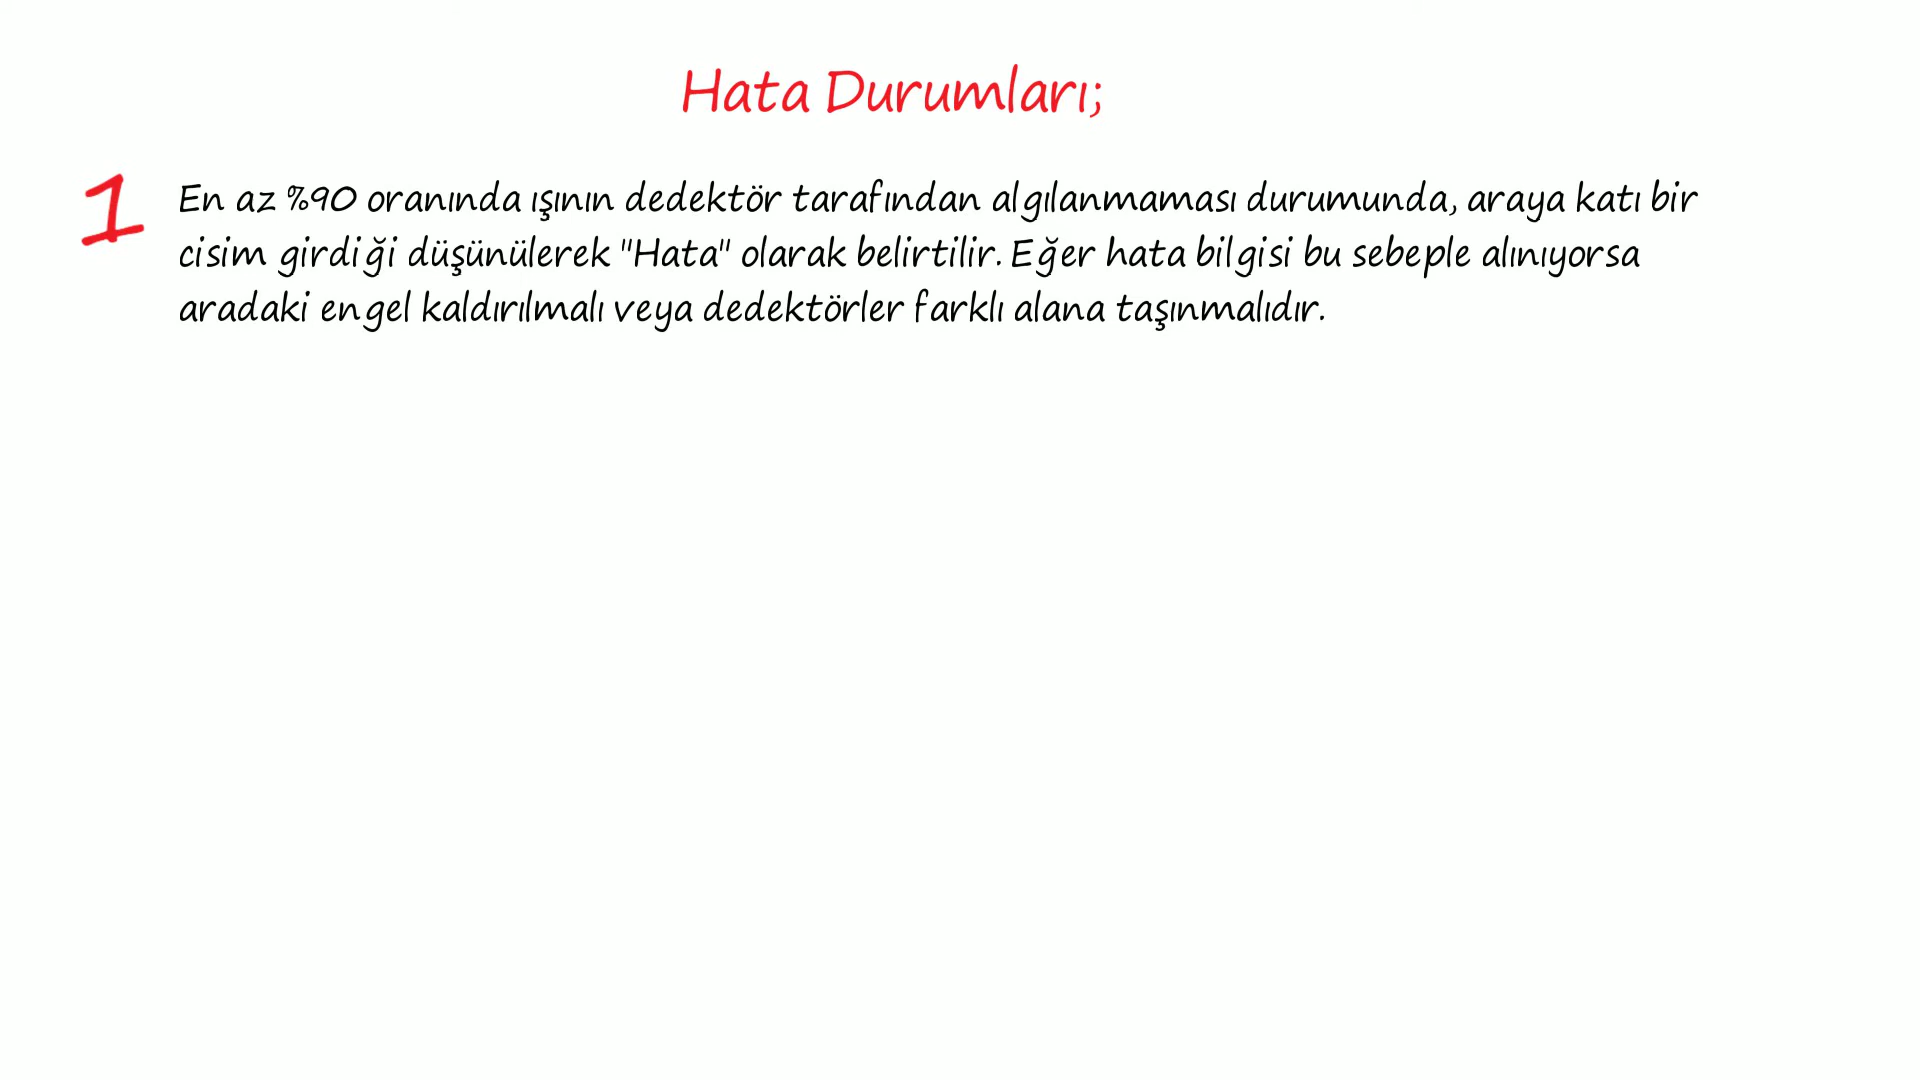 Hata Durumları;
1 En az %90 oranında ışının dedektör tarafından algılanmaması durumunda, araya katı bir
cisim girdiği düşünülerek "Hata" olarak belirtilir. Eğer hata bilgisi bu sebeple alınıyorsa
aradaki engel kaldırılmalı veya dedektörler farklı alana taşınmalıdır.